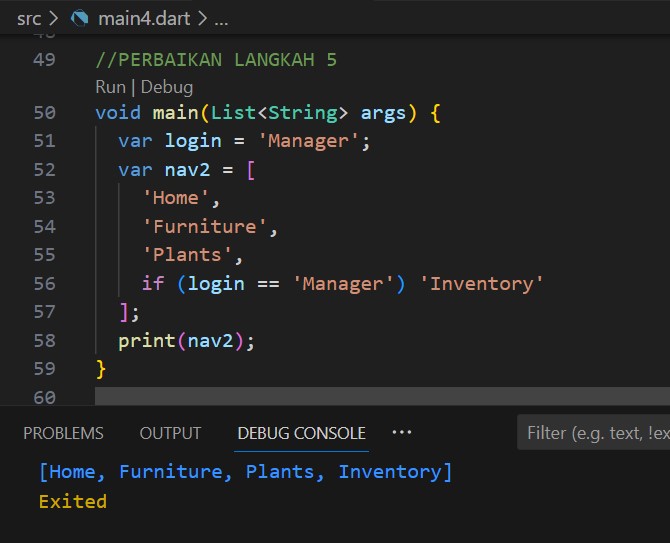 src > main4.dart > ...
48
49 //PERBAIKAN LANGKAH 5
Run | Debug
50 void main(List<String> args) {
51 var login = 'Manager';
52 var nav2 = [
53 'Home',
54 'Furniture',
55 'Plants',
56 if (login == 'Manager') 'Inventory'
57 ];
58 print(nav2);
59 }
60
PROBLEMS OUTPUT DEBUG CONSOLE ... Filter (e.g. text, !ex
[Home, Furniture, Plants, Inventory]
Exited